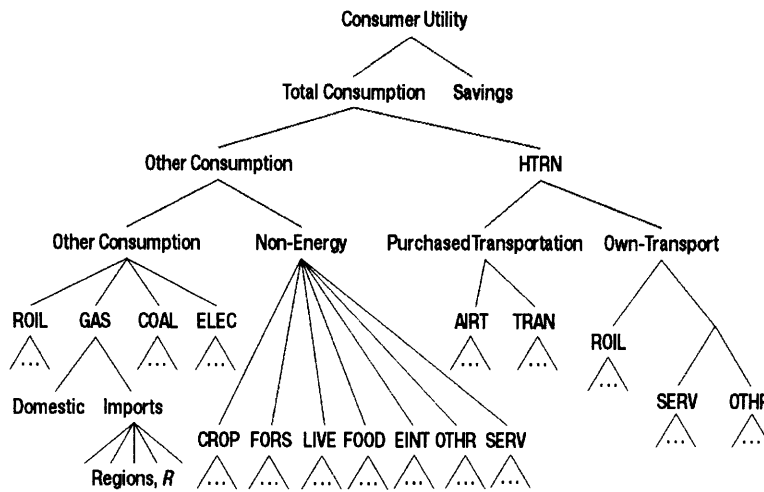 Consumer Utility
Total Consumption Savings
Other Consumption HTRN
Other Consumption Non-Energy Purchased Transportation Own-Transport
ROIL GAS COAL ELEC AIRT TRAN
ROIL
... ... ... ... ...
...
Domestic Imports SERV OTHR
... ...
CROP FORS LIVE FOOD EINT OTHR SERV
Regions, R ... ... ... ... ... ... ...